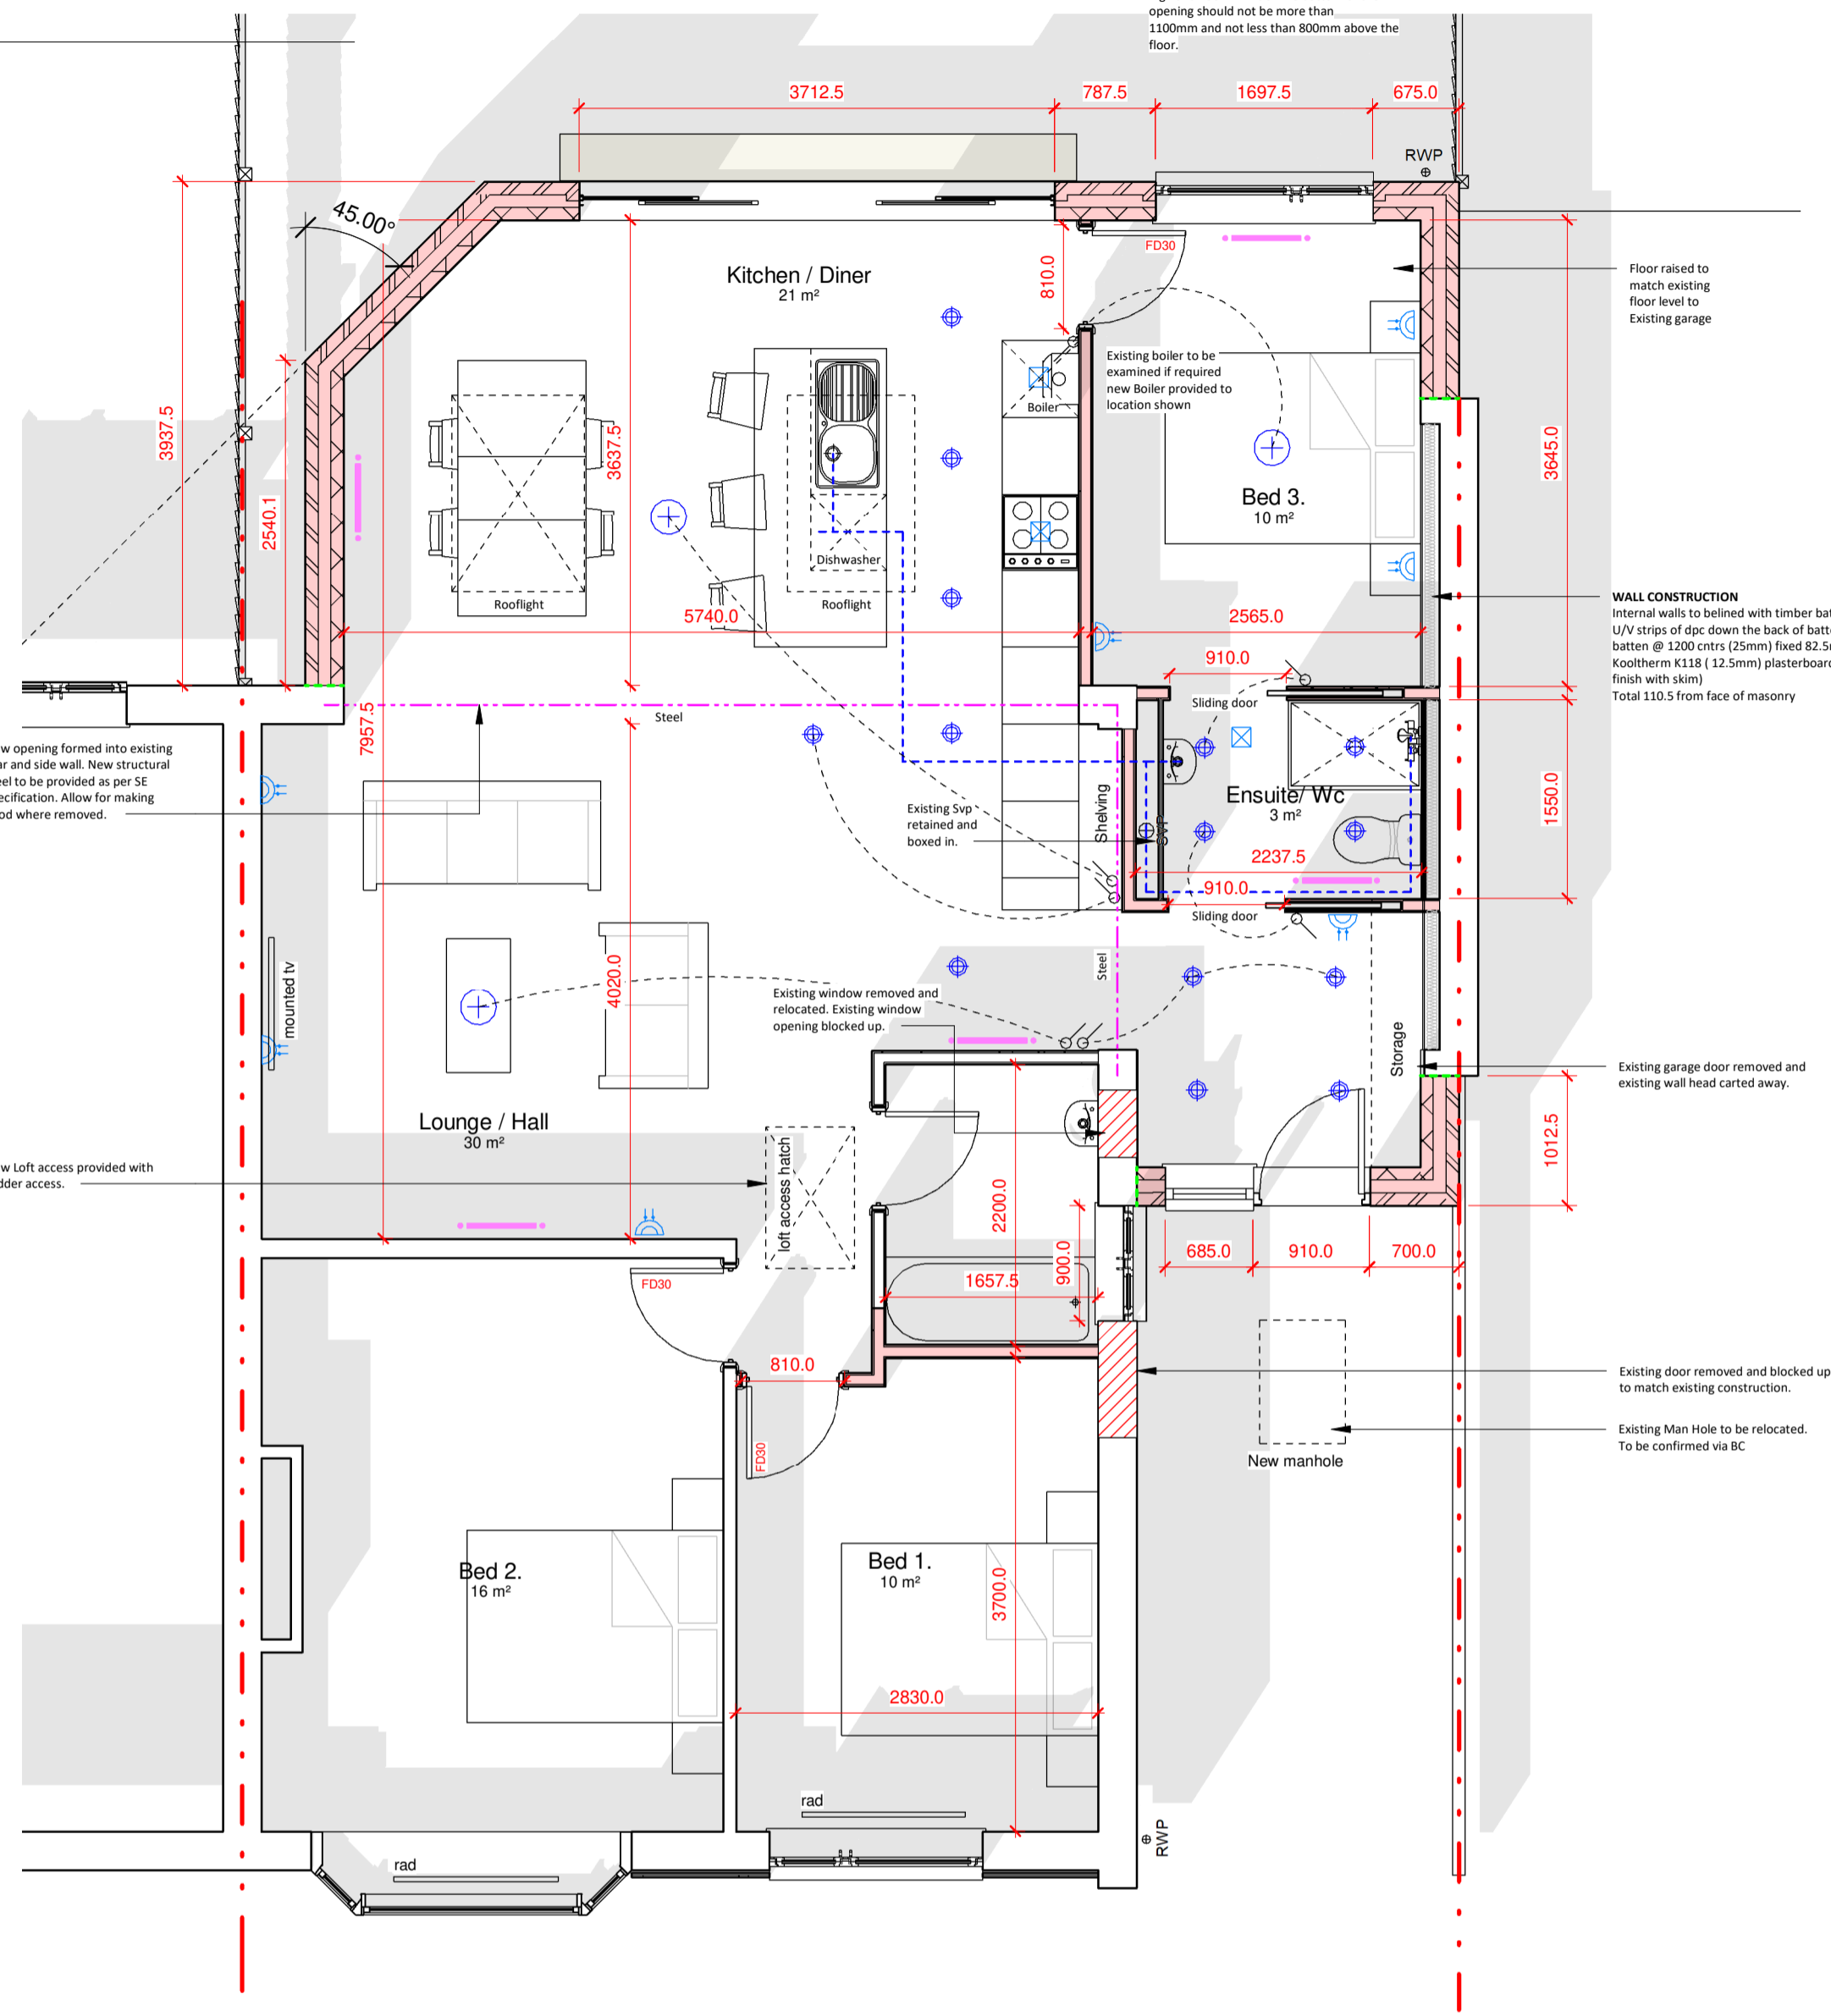 opening should not be more than
1100mm and not less than 800mm above the
floor.
3712.5
787.5
1697.5
675.0
RWP
45.00°
Kitchen / Diner
21 m²
FD30
810.0
Floor raised to
match existing
floor level to
Existing garage
3937.5
2540.1
3637.5
Existing boiler to be
examined if required
new Boiler provided to
location shown
Boiler
3645.0
Bed 3.
10 m²
Dishwasher
Rooflight
Rooflight
5740.0
2565.0
WALL CONSTRUCTION
Internal walls to belined with timber
U/V strips of dpc down the back of
batten @ 1200 cntrs (25mm) fixed
Kooltherm K118 ( 12.5mm)
finish with skim)
Total 110.5 from face of masonry
910.0
Sliding door
Steel
7957.5
opening formed into existing
and side wall. New structural
to be provided as per SE
Allow for making
where removed.
Existing Svp
retained and
boxed in.
Shelving
SVP
Ensuite/ Wc
3 m²
1550.0
2237.5
910.0
Sliding door
mounted tv
4020.0
Steel
Existing window removed and
relocated. Existing window
opening blocked up.
Storage
Existing garage door removed and
existing wall head carted away.
Lounge / Hall
30 m²
1012.5
Loft access provided with
access.
loft access hatch
2200.0
900.0
1657.5
685.0
910.0
700.0
FD30
810.0
FD30
Existing door removed and blocked up
to match existing construction.
Existing Man Hole to be relocated.
To be confirmed via BC
New manhole
Bed 2.
16 m²
Bed 1.
10 m²
3700.0
2830.0
rad
RWP
rad